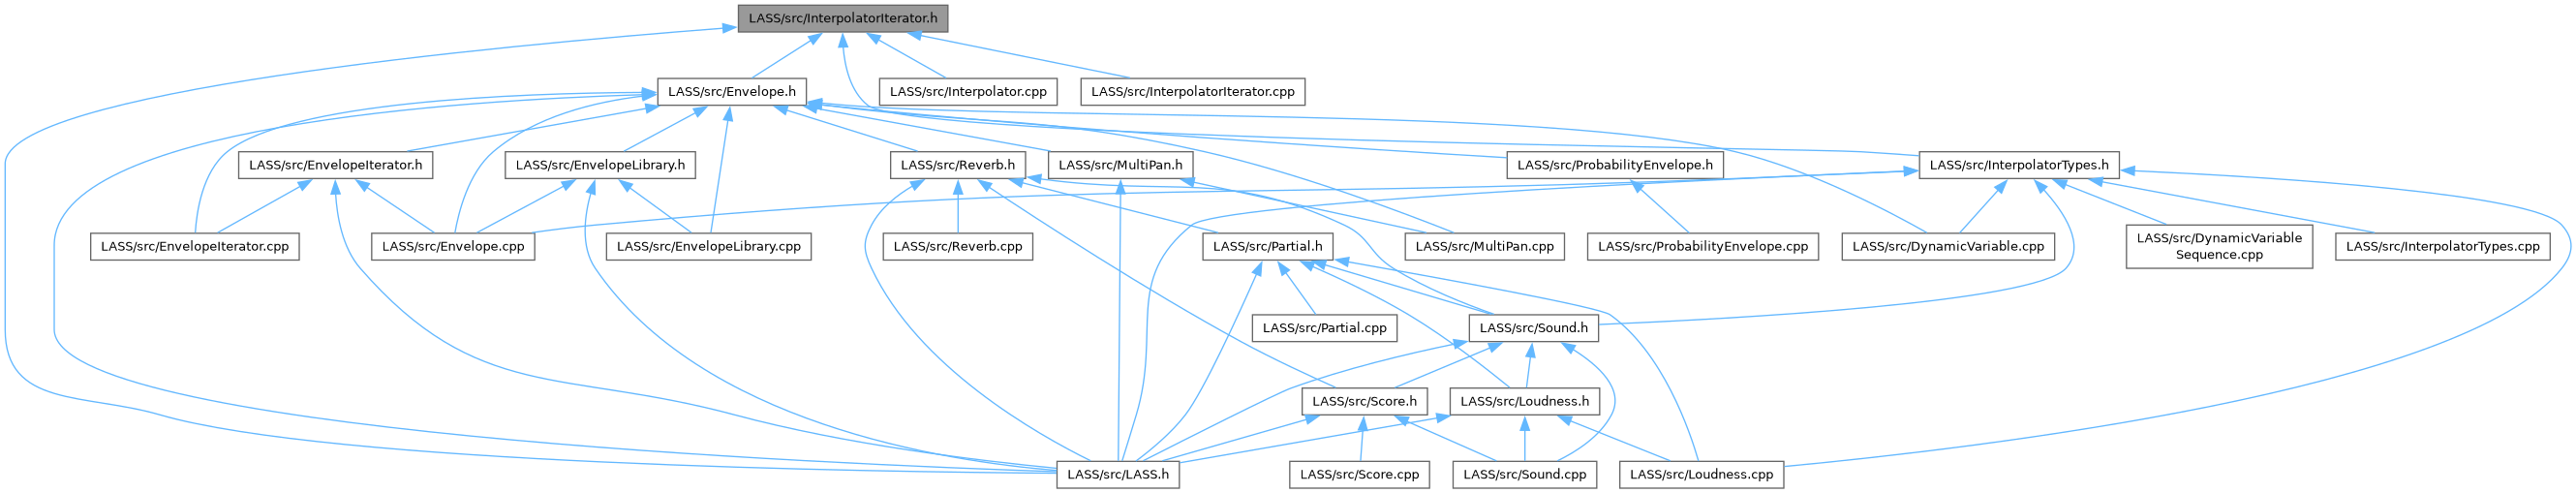 LASS/src/InterpolatorIterator.h
LASS/src/Envelope.h
LASS/src/Interpolator.cpp
LASS/src/InterpolatorIterator.cpp
LASS/src/EnvelopeIterator.h
LASS/src/EnvelopeLibrary.h
LASS/src/Reverb.h
LASS/src/MultiPan.h
LASS/src/ProbabilityEnvelope.h
LASS/src/InterpolatorTypes.h
LASS/src/EnvelopeIterator.cpp
LASS/src/Envelope.cpp
LASS/src/EnvelopeLibrary.cpp
LASS/src/Reverb.cpp
LASS/src/Partial.h
LASS/src/MultiPan.cpp
LASS/src/ProbabilityEnvelope.cpp
LASS/src/DynamicVariable.cpp
LASS/src/DynamicVariable
Sequence.cpp
LASS/src/InterpolatorTypes.cpp
LASS/src/Partial.cpp
LASS/src/Sound.h
LASS/src/Score.h
LASS/src/Loudness.h
LASS/src/LASS.h
LASS/src/Score.cpp
LASS/src/Sound.cpp
LASS/src/Loudness.cpp